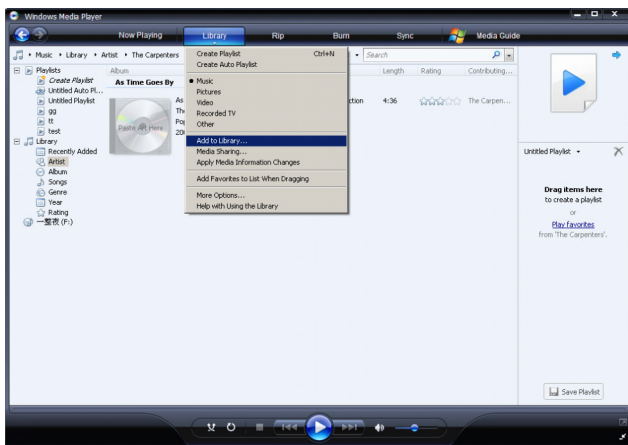 Windows Media Player
Now Playing
Library
Rip
Burn
Sync
Media Guide
Music ▸ Library ▸ Artist ▸ The Carpenters
Search
Playlists
Create Playlist
Untitled Auto Pl...
Untitled Playlist
gg
tt
test
Library
Recently Added
Artist
Album
Songs
Genre
Year
Rating
(F:)
Album
Length
Rating
Contributing...
As Time Goes By
Paste Art Here
As
The
Po
200
ction
4:36
The Carpen...
Create Playlist Ctrl+N
Create Auto Playlist
Music
Pictures
Video
Recorded TV
Other
Add to Library...
Media Sharing...
Apply Media Information Changes
Add Favorites to List When Dragging
More Options...
Help with Using the Library
Untitled Playlist
Drag items here
to create a playlist
or
Play favorites
from 'The Carpenters'.
Save Playlist